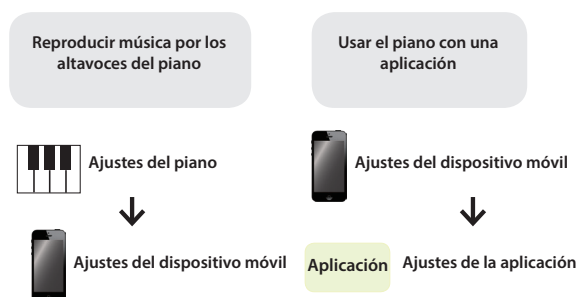 Reproducir música por los
altavoces del piano
Usar el piano con una
aplicación
Ajustes del piano
Ajustes del dispositivo móvil
Ajustes del dispositivo móvil
Aplicación
Ajustes de la aplicación